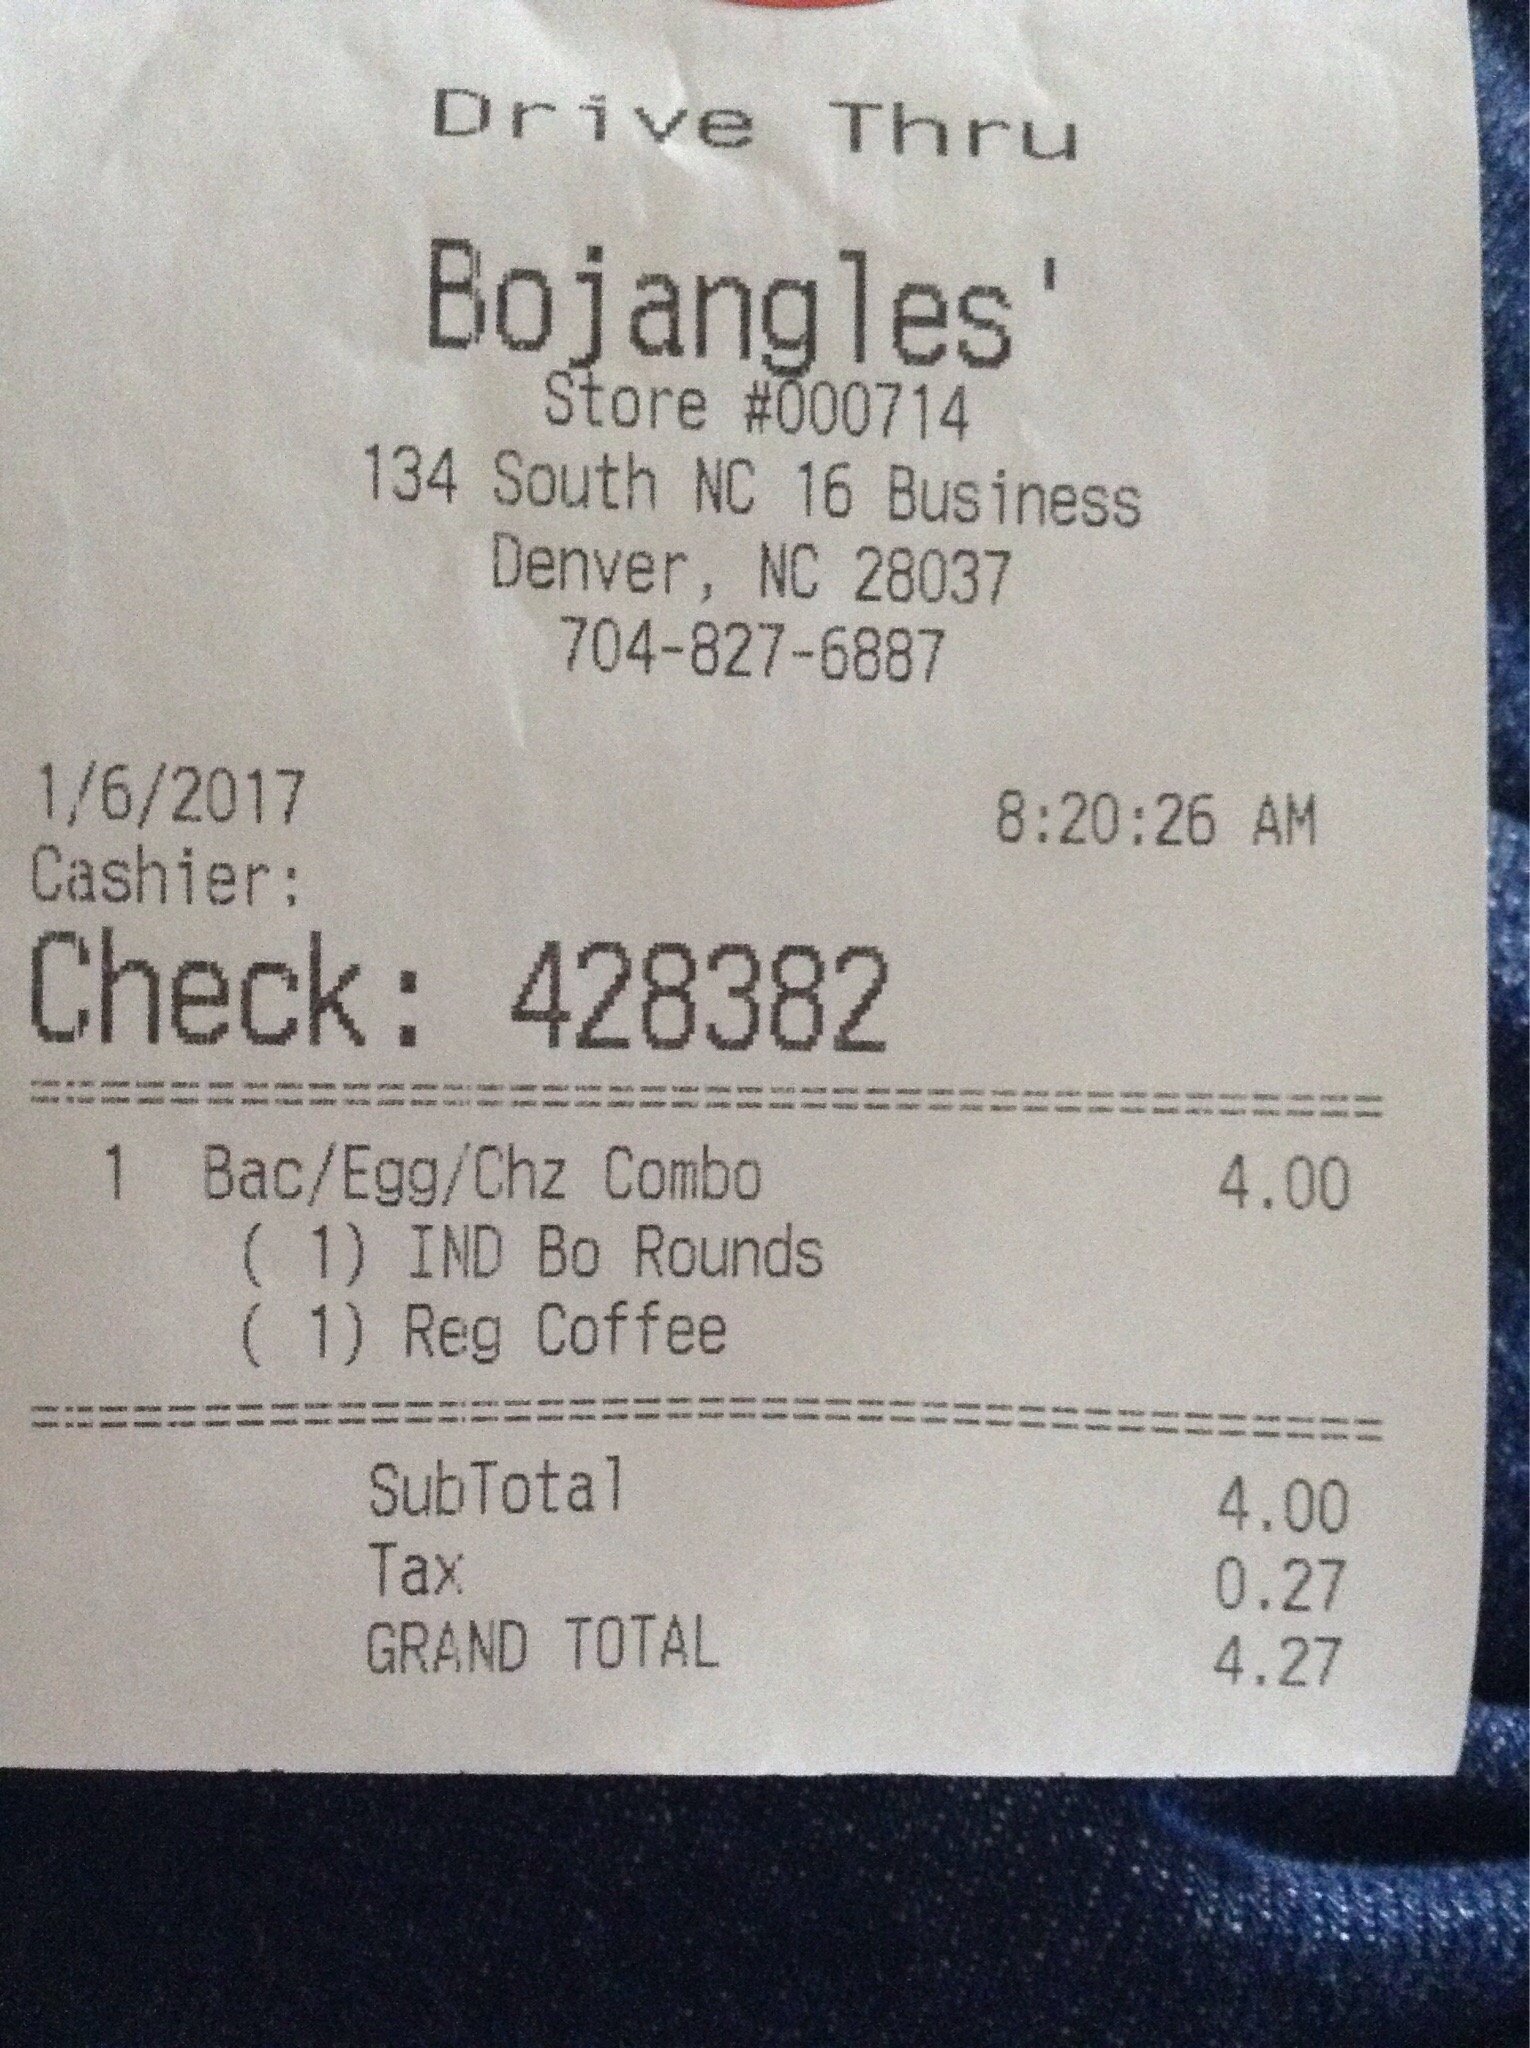 Drive Thru
Bojangles'
Store #000714
134 South NC 16 Business
Denver, NC 28037
704-827-6887
1/6/2017 8:20:26 AM
Cashier:
Check: 428382
1 Bac/Egg/Chz Combo 4.00
( 1) IND Bo Rounds
( 1) Reg Coffee
SubTotal 4.00
Tax 0.27
GRAND TOTAL 4.27